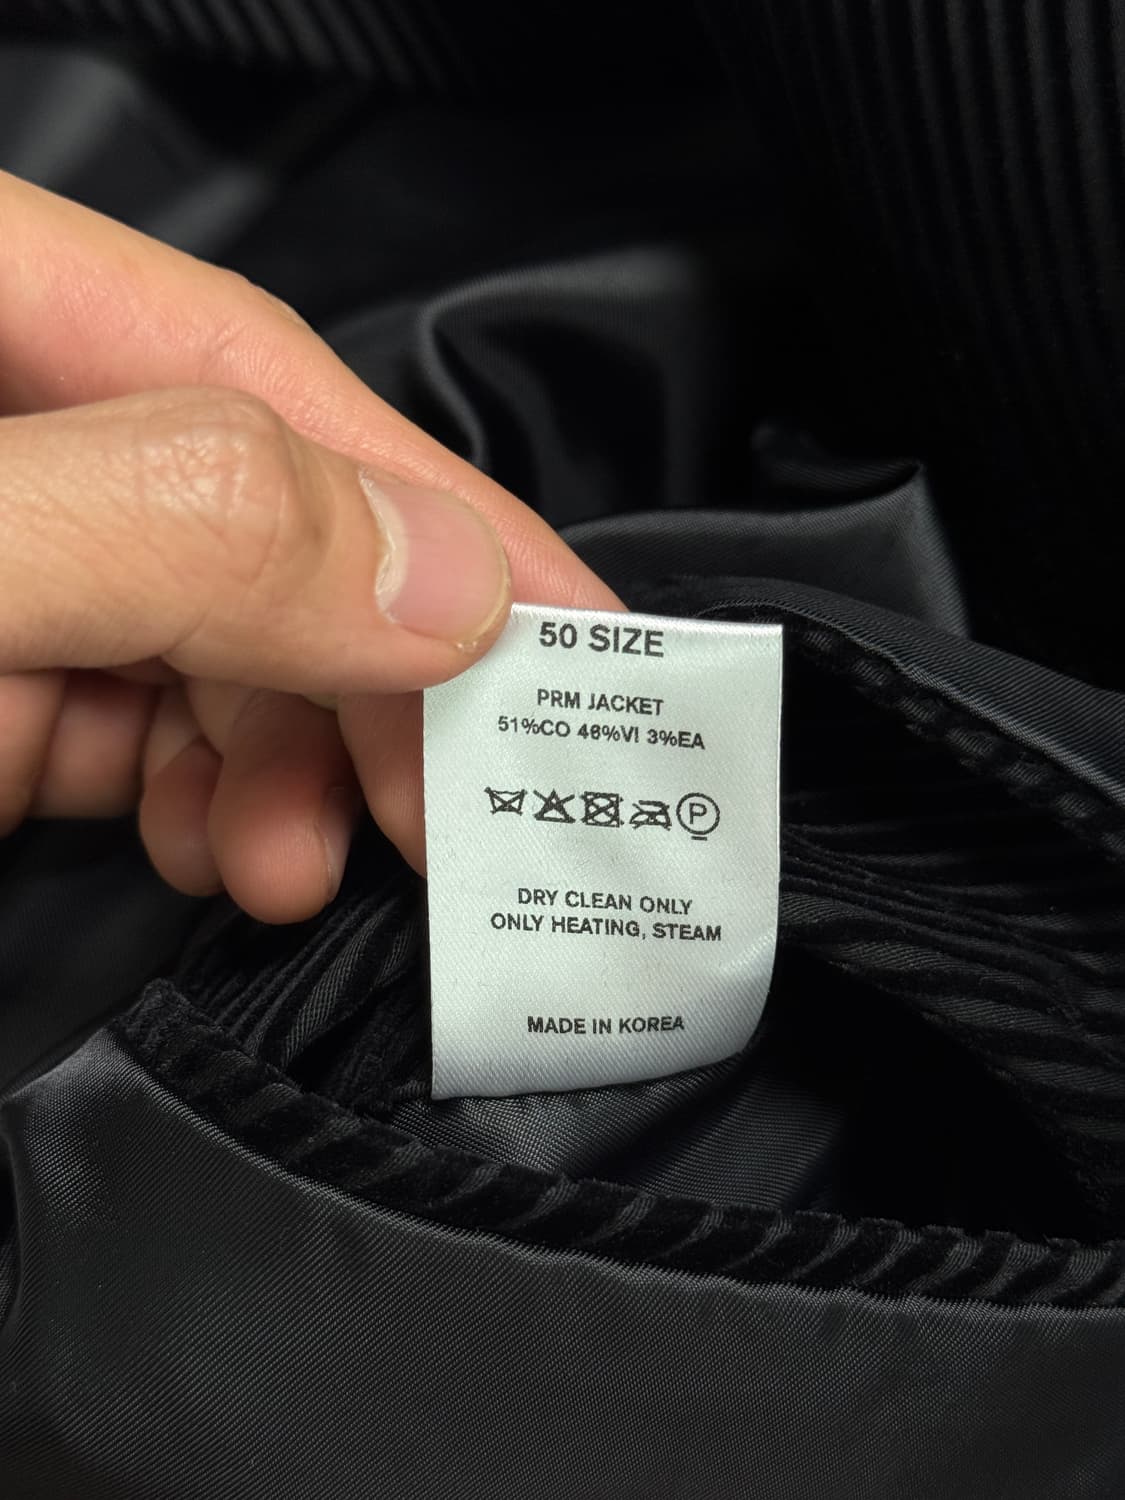 50 SIZE
PRM JACKET
51%CO 46%VI 3%EA
P
DRY CLEAN ONLY
ONLY HEATING, STEAM
MADE IN KOREA